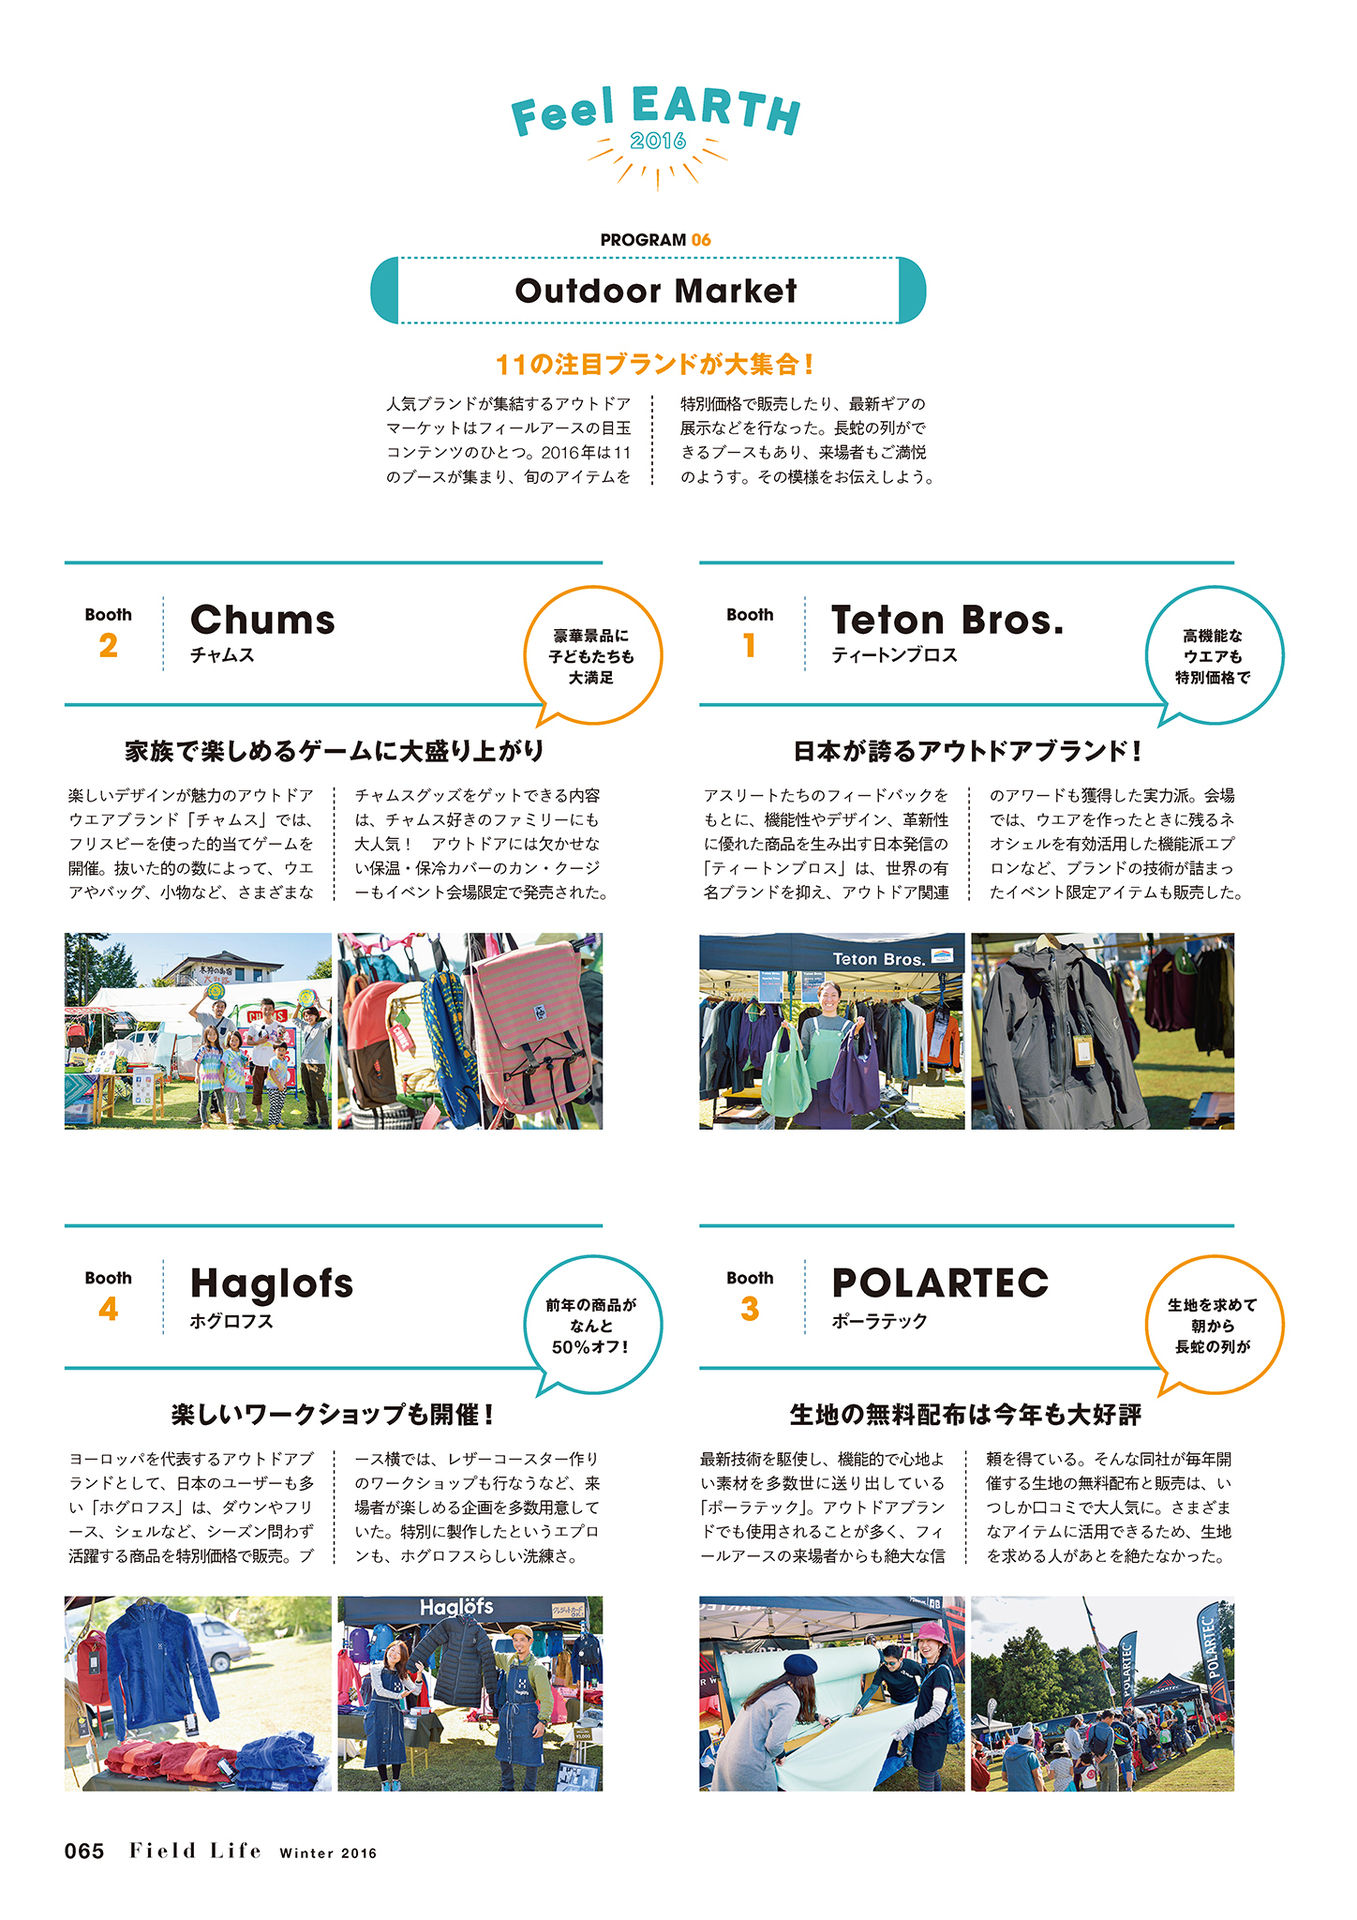 Feel EARTH
2016
PROGRAM 06
Outdoor Market
11の注目ブランドが大集合！
人気ブランドが集結するアウトドア
マーケットはフィールアースの目玉
コンテンツのひとつ。2016年は11
のブースが集まり、旬のアイテムを
特別価格で販売したり、最新ギアの
展示などを行なった。長蛇の列がで
きるブースもあり、来場者もご満悦
のようす。その模様をお伝えしよう。
Booth
1
Teton Bros.
ティートンブロス
高機能な
ウエアも
特別価格で
日本が誇るアウトドアブランド！
アスリートたちのフィードバックを
もとに、機能性やデザイン、革新性
に優れた商品を生み出す日本発信の
「ティートンブロス」は、世界の有
名ブランドを抑え、アウトドア関連
のアワードも獲得した実力派。会場
では、ウエアを作ったときに残るネ
オシェルを有効活用した機能派エプ
ロンなど、ブランドの技術が詰まっ
たイベント限定アイテムも販売した。
Teton Bros.
Booth
2
Chums
チャムス
豪華景品に
子どもたちも
大満足
家族で楽しめるゲームに大盛り上がり
楽しいデザインが魅力のアウトドア
ウエアブランド「チャムス」では、
フリスビーを使った的当てゲームを
開催。抜いた的の数によって、ウエ
アやバッグ、小物など、さまざまな
チャムスグッズをゲットできる内容
は、チャムス好きのファミリーにも
大人気！　アウトドアには欠かせな
い保温・保冷カバーのカン・クージ
ーもイベント会場限定で発売された。
CHUMS
Booth
3
POLARTEC
ポーラテック
生地を求めて
朝から
長蛇の列が
生地の無料配布は今年も大好評
最新技術を駆使し、機能的で心地よ
い素材を多数世に送り出している
「ポーラテック」。アウトドアブラン
ドでも使用されることが多く、フィ
ールアースの来場者からも絶大な信
頼を得ている。そんな同社が毎年開
催する生地の無料配布と販売は、い
つしか口コミで大人気に。さまざま
なアイテムに活用できるため、生地
を求める人があとを絶たなかった。
POLARTEC
POLARTEC
POLARTEC
Booth
4
Haglofs
ホグロフス
前年の商品が
なんと
50％オフ！
楽しいワークショップも開催！
ヨーロッパを代表するアウトドアブ
ランドとして、日本のユーザーも多
い「ホグロフス」は、ダウンやフリ
ース、シェルなど、シーズン問わず
活躍する商品を特別価格で販売。ブ
ース横では、レザーコースター作り
のワークショップも行なうなど、来
場者が楽しめる企画を多数用意して
いた。特別に製作したというエプロ
ンも、ホグロフスらしい洗練さ。
Haglöfs
065 Field Life Winter 2016